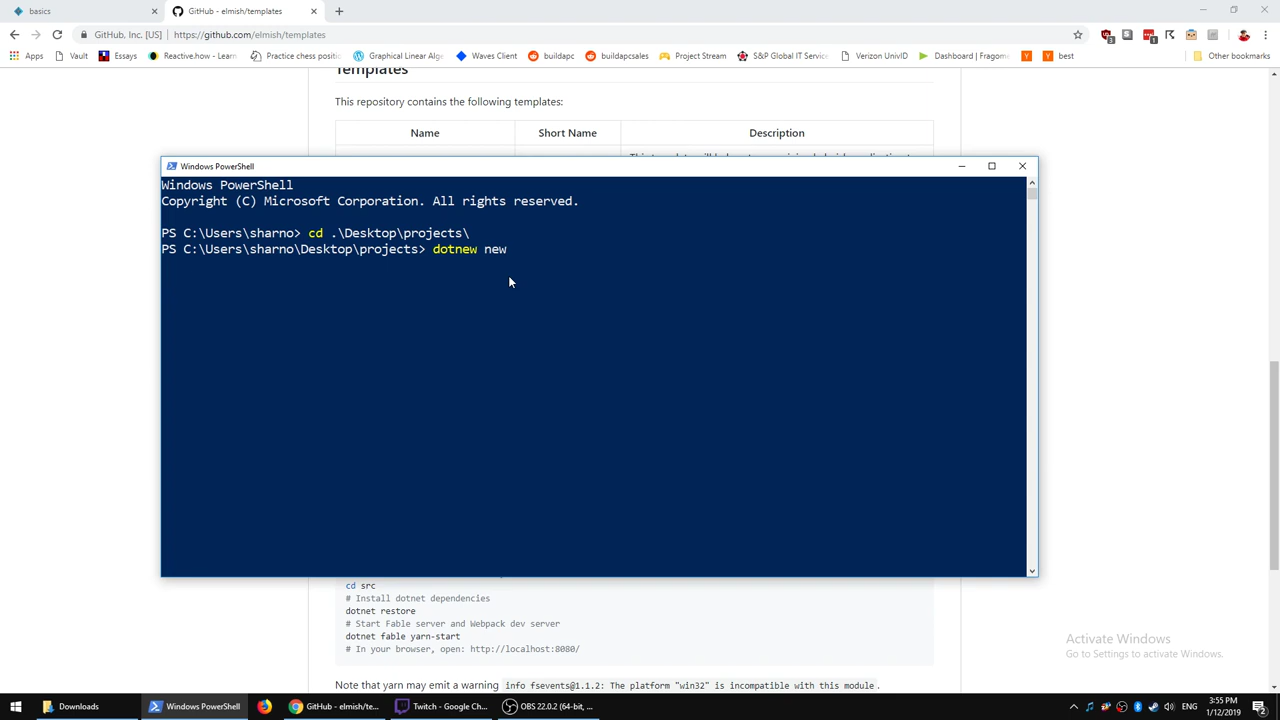 basics
GitHub - elmish/templates
GitHub, Inc. [US]
https://github.com/elmish/templates
Apps
Vault
Essays
Reactive.how - Learn
Practice chess positi
Graphical Linear Alge
Waves Client
buildapc
buildapcsales
Project Stream
S&P Global IT Service
Verizon UnivID
Dashboard | Fragome
best
Other bookmarks
Templates
This repository contains the following templates:
Name
Short Name
Description
Windows PowerShell
Windows PowerShell
Copyright (C) Microsoft Corporation. All rights reserved.
PS C:\Users\sharno> cd .\Desktop\projects\
PS C:\Users\sharno\Desktop\projects> dotnew new
cd src
# Install dotnet dependencies
dotnet restore
# Start Fable server and Webpack dev server
dotnet fable yarn-start
# In your browser, open: http://localhost:8080/
Note that yarn may emit a warning info fsevents@1.1.2: The platform "win32" is incompatible with this module.
Activate Windows
Go to Settings to activate Windows.
Downloads
Windows PowerShell
GitHub - elmish/te...
Twitch - Google Ch...
OBS 22.0.2 (64-bit, ...
ENG
3:55 PM
1/12/2019
2